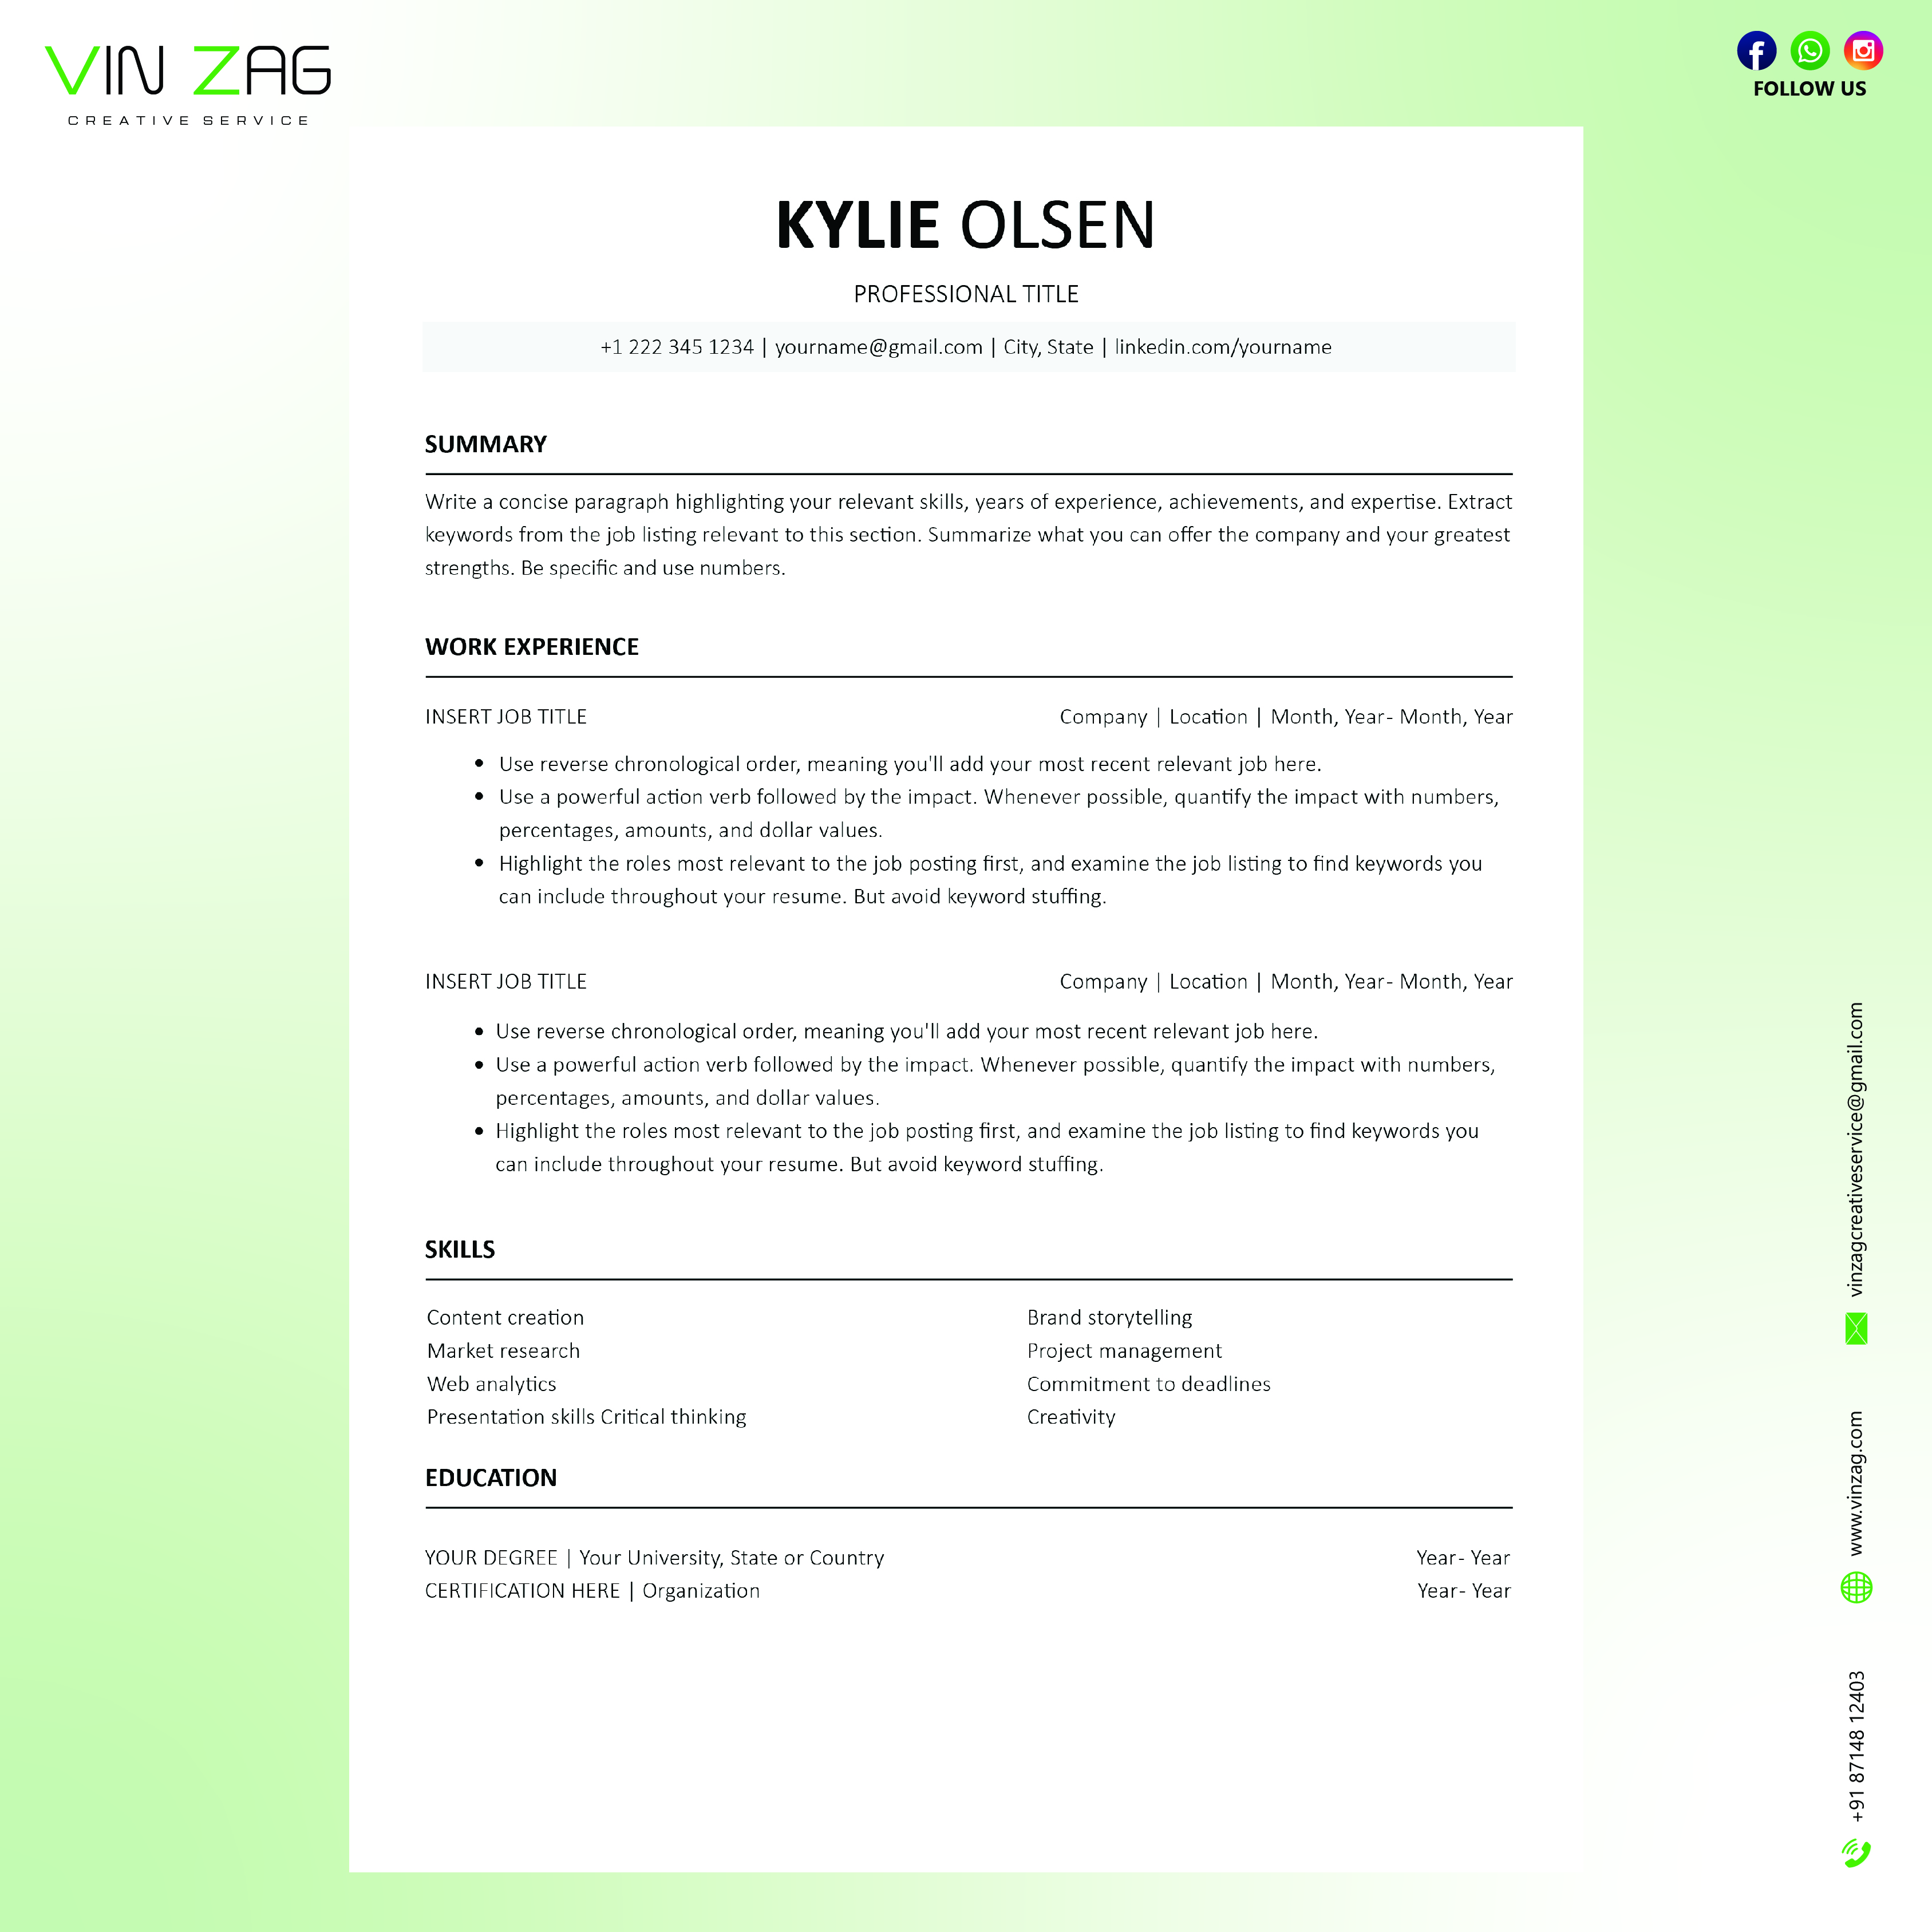 VIN ZAG
CREATIVE SERVICE
FOLLOW US
KYLIE OLSEN
PROFESSIONAL TITLE
+1 222 345 1234 | yourname@gmail.com | City, State | linkedin.com/yourname
SUMMARY
Write a concise paragraph highlighting your relevant skills, years of experience, achievements, and expertise. Extract
keywords from the job listing relevant to this section. Summarize what you can offer the company and your greatest
strengths. Be specific and use numbers.
WORK EXPERIENCE
INSERT JOB TITLE Company | Location | Month, Year- Month, Year
• Use reverse chronological order, meaning you'll add your most recent relevant job here.
• Use a powerful action verb followed by the impact. Whenever possible, quantify the impact with numbers,
percentages, amounts, and dollar values.
• Highlight the roles most relevant to the job posting first, and examine the job listing to find keywords you
can include throughout your resume. But avoid keyword stuffing.
INSERT JOB TITLE Company | Location | Month, Year- Month, Year
• Use reverse chronological order, meaning you'll add your most recent relevant job here.
• Use a powerful action verb followed by the impact. Whenever possible, quantify the impact with numbers,
percentages, amounts, and dollar values.
• Highlight the roles most relevant to the job posting first, and examine the job listing to find keywords you
can include throughout your resume. But avoid keyword stuffing.
SKILLS
Content creation
Market research
Web analytics
Presentation skills Critical thinking
Brand storytelling
Project management
Commitment to deadlines
Creativity
EDUCATION
YOUR DEGREE | Your University, State or Country Year- Year
CERTIFICATION HERE | Organization Year- Year
+91 87148 12403
www.vinzag.com
vinzagcreativeservice@gmail.com